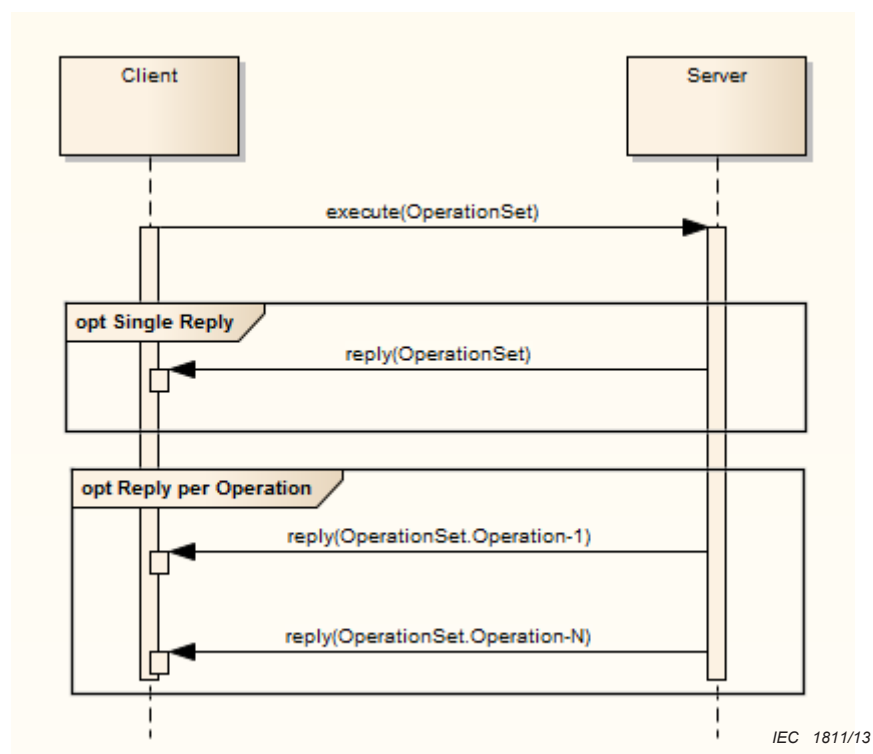 Client
Server
execute(OperationSet)
opt Single Reply
reply(OperationSet)
opt Reply per Operation
reply(OperationSet.Operation-1)
reply(OperationSet.Operation-N)
IEC 1811/13